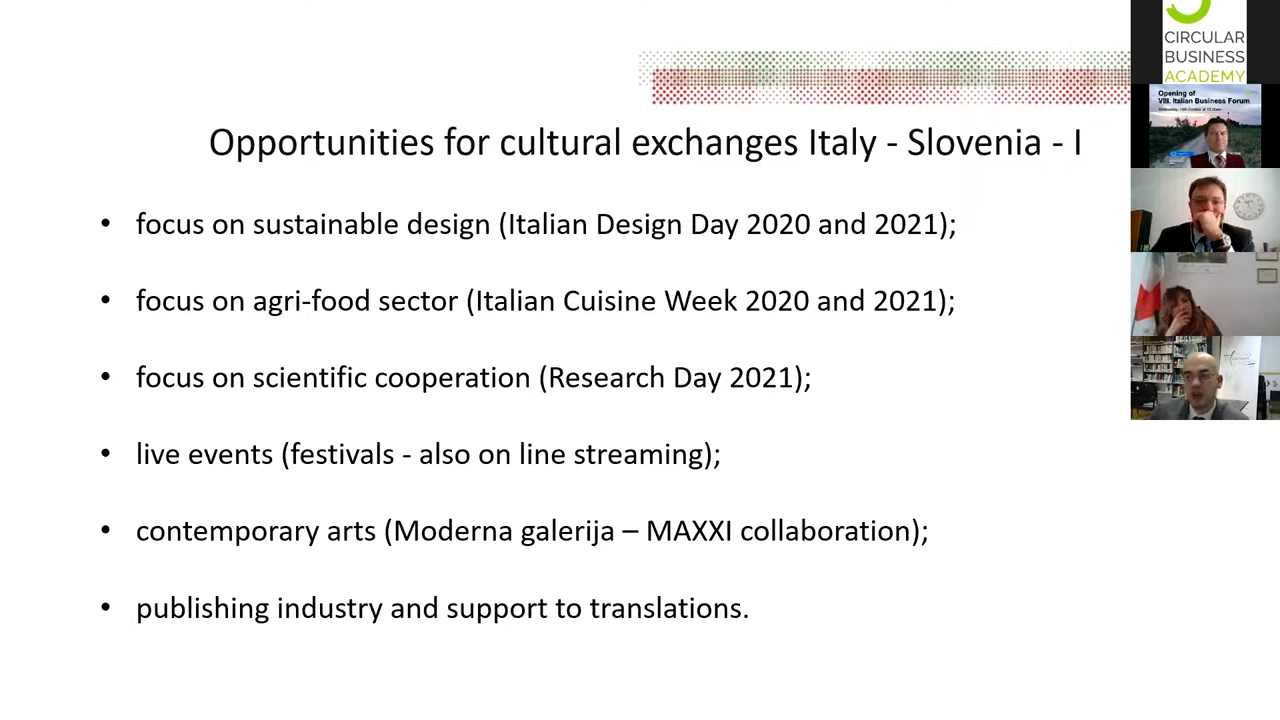 CIRCULAR
BUSINESS
ACADEMY
Opening of
VIII. Italian Business Forum
Opportunities for cultural exchanges Italy - Slovenia - I
• focus on sustainable design (Italian Design Day 2020 and 2021);
• focus on agri-food sector (Italian Cuisine Week 2020 and 2021);
• focus on scientific cooperation (Research Day 2021);
• live events (festivals - also on line streaming);
• contemporary arts (Moderna galerija – MAXXI collaboration);
• publishing industry and support to translations.